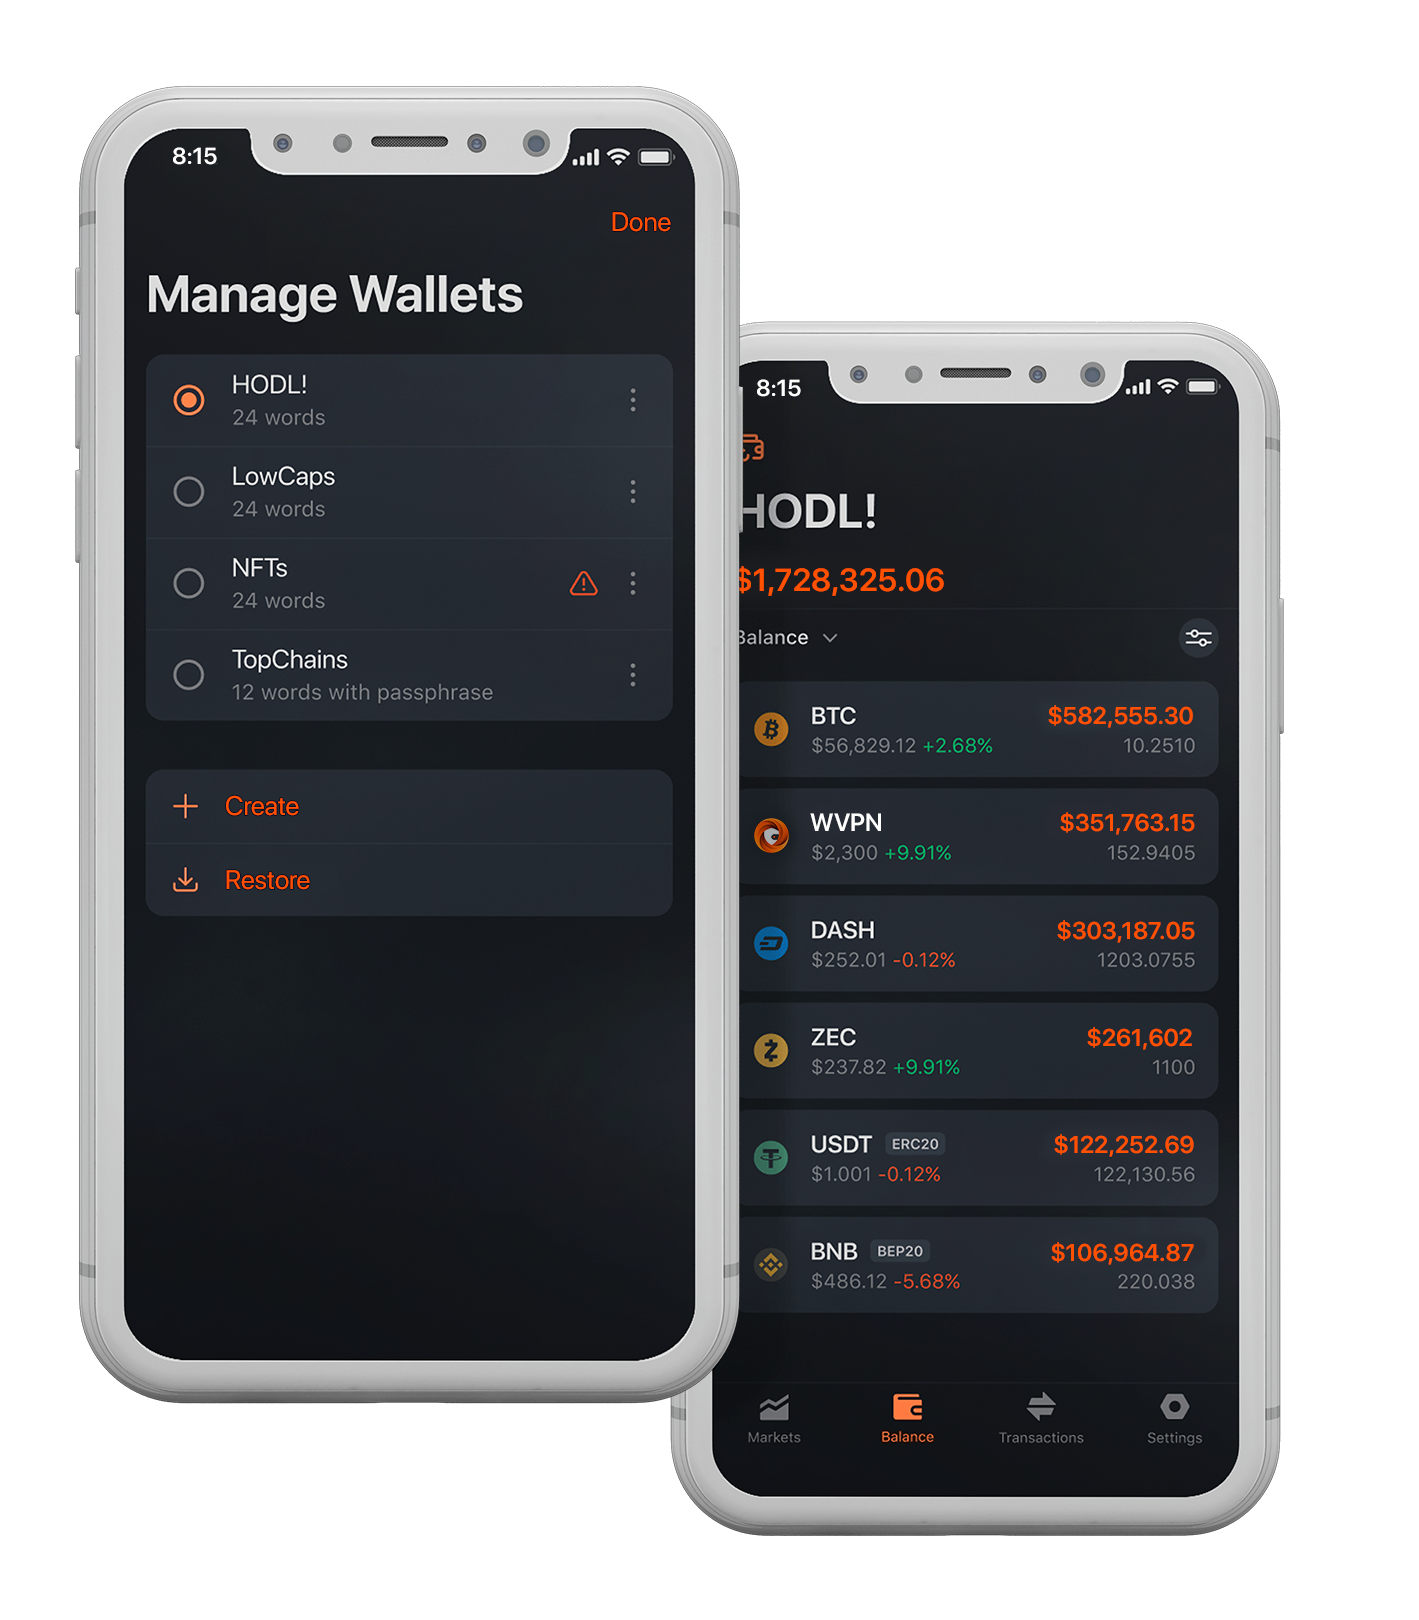 8:15
Done
Manage Wallets
HODL!
24 words
LowCaps
24 words
NFTs
24 words
TopChains
12 words with passphrase
Create
Restore
8:15
HODL!
$1,728,325.06
Balance
BTC
$582,555.30
$56,829.12 +2.68%
10.2510
WVPN
$351,763.15
$2,300 +9.91%
152.9405
DASH
$303,187.05
$252.01 -0.12%
1203.0755
ZEC
$261,602
$237.82 +9.91%
1100
USDT ERC20
$122,252.69
$1.001 -0.12%
122,130.56
BNB BEP20
$106,964.87
$486.12 -5.68%
220.038
Markets
Balance
Transactions
Settings